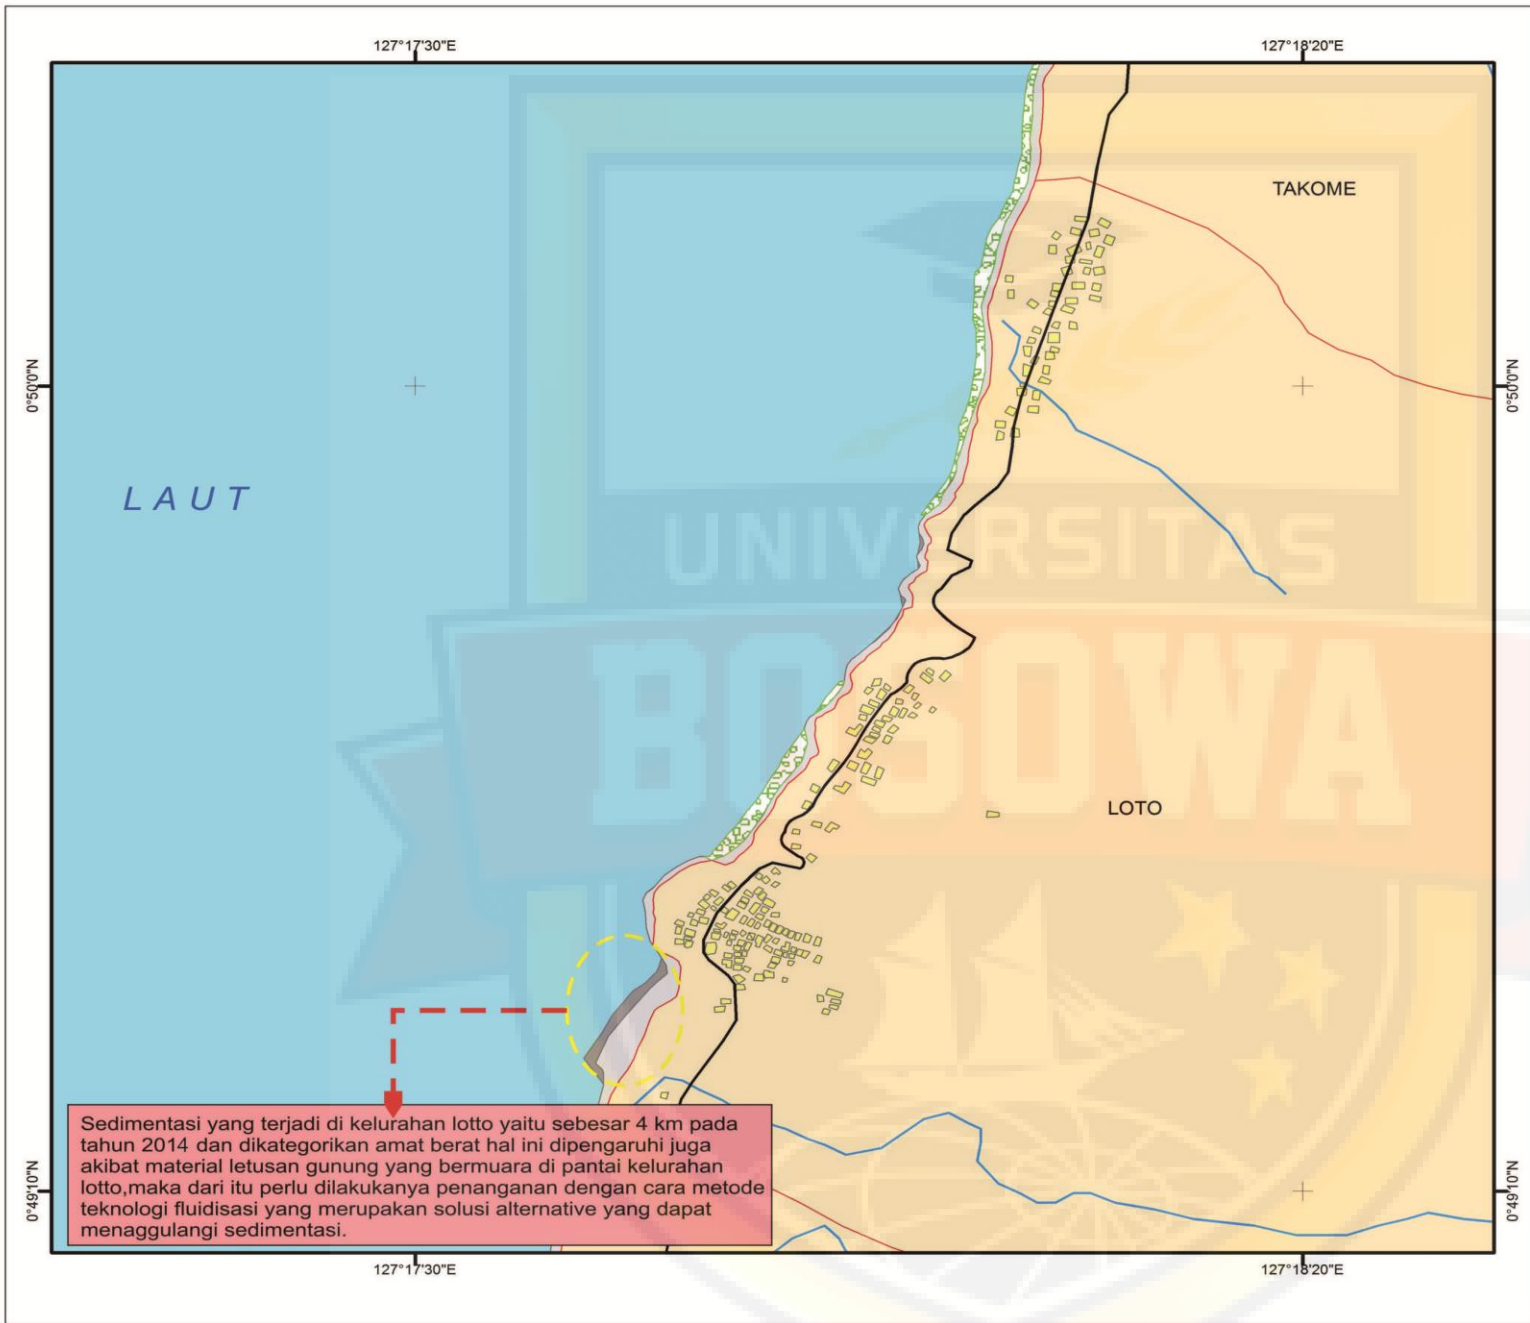 127°17'30"E
127°18'20"E
TAKOME
0°50'0"N
0°50'0"N
LAUT
UNIVERSITAS
BOSOWA
LOTO
Sedimentasi yang terjadi di kelurahan lotto yaitu sebesar 4 km pada
tahun 2014 dan dikategorikan amat berat hal ini dipengaruhi juga
akibat material letusan gunung yang bermuara di pantai kelurahan
lotto,maka dari itu perlu dilakukanya penanganan dengan cara metode
teknologi fluidisasi yang merupakan solusi alternative yang dapat
menaggulangi sedimentasi.
0°49'10"N
0°49'10"N
127°17'30"E
127°18'20"E